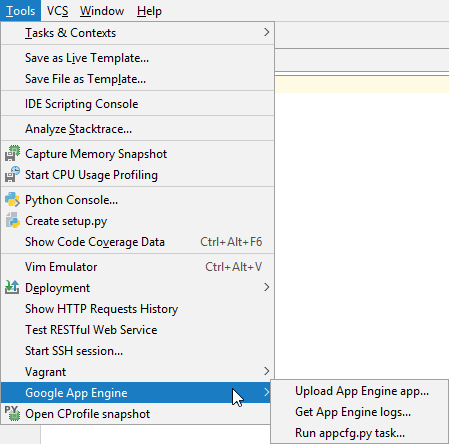 Tools VCS Window Help
Tasks & Contexts
Save as Live Template...
Save File as Template...
IDE Scripting Console
Analyze Stacktrace...
Capture Memory Snapshot
Start CPU Usage Profiling
Python Console...
Create setup.py
Show Code Coverage Data Ctrl+Alt+F6
Vim Emulator Ctrl+Alt+V
Deployment
Show HTTP Requests History
Test RESTful Web Service
Start SSH session...
Vagrant
Google App Engine
Upload App Engine app...
Get App Engine logs...
Run appcfg.py task...
PY Open CProfile snapshot